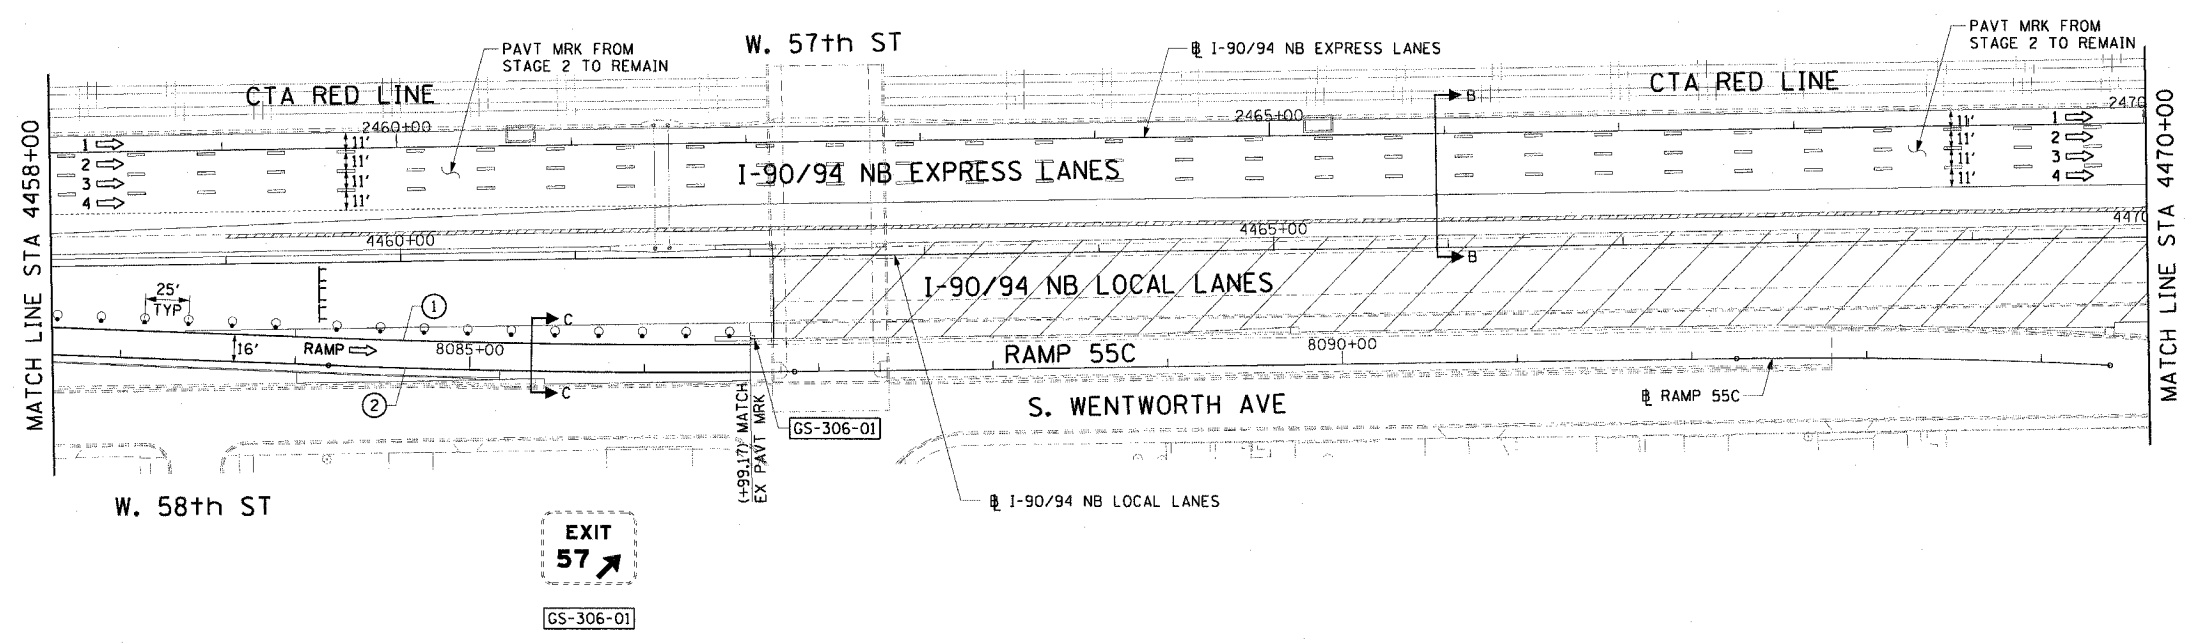 W. 57th ST
PAVT MRK FROM
STAGE 2 TO REMAIN
℄ I-90/94 NB EXPRESS LANES
PAVT MRK FROM
STAGE 2 TO REMAIN
CTA RED LINE
CTA RED LINE
MATCH LINE STA 4458+00
MATCH LINE STA 4470+00
2460+00
2465+00
2470
B
1
2
3
4
11'
11'
11'
11'
I-90/94 NB EXPRESS LANES
11'
11'
11'
11'
1
2
3
4
4460+00
4465+00
4470
B
I-90/94 NB LOCAL LANES
25'
TYP
1
C
16'
RAMP
8085+00
RAMP 55C
8090+00
C
2
S. WENTWORTH AVE
℄ RAMP 55C
(+99.17) MATCH
EX PAVT MRK
GS-306-01
℄ I-90/94 NB LOCAL LANES
W. 58th ST
EXIT
57
GS-306-01